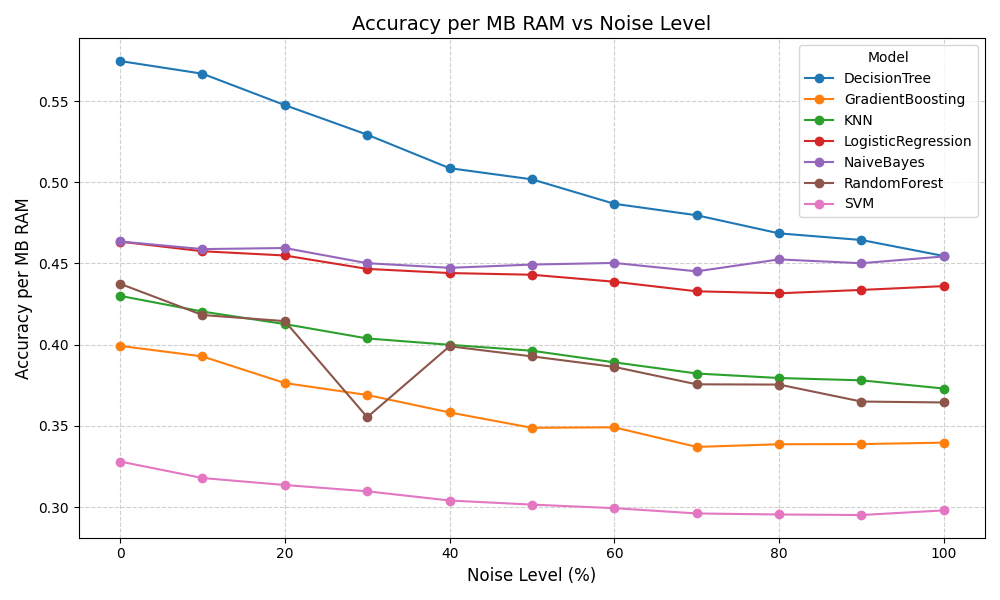 Accuracy per MB RAM vs Noise Level
Model
DecisionTree
GradientBoosting
KNN
LogisticRegression
NaiveBayes
RandomForest
SVM
Accuracy per MB RAM
0.55
0.50
0.45
0.40
0.35
0.30
0 20 40 60 80 100
Noise Level (%)